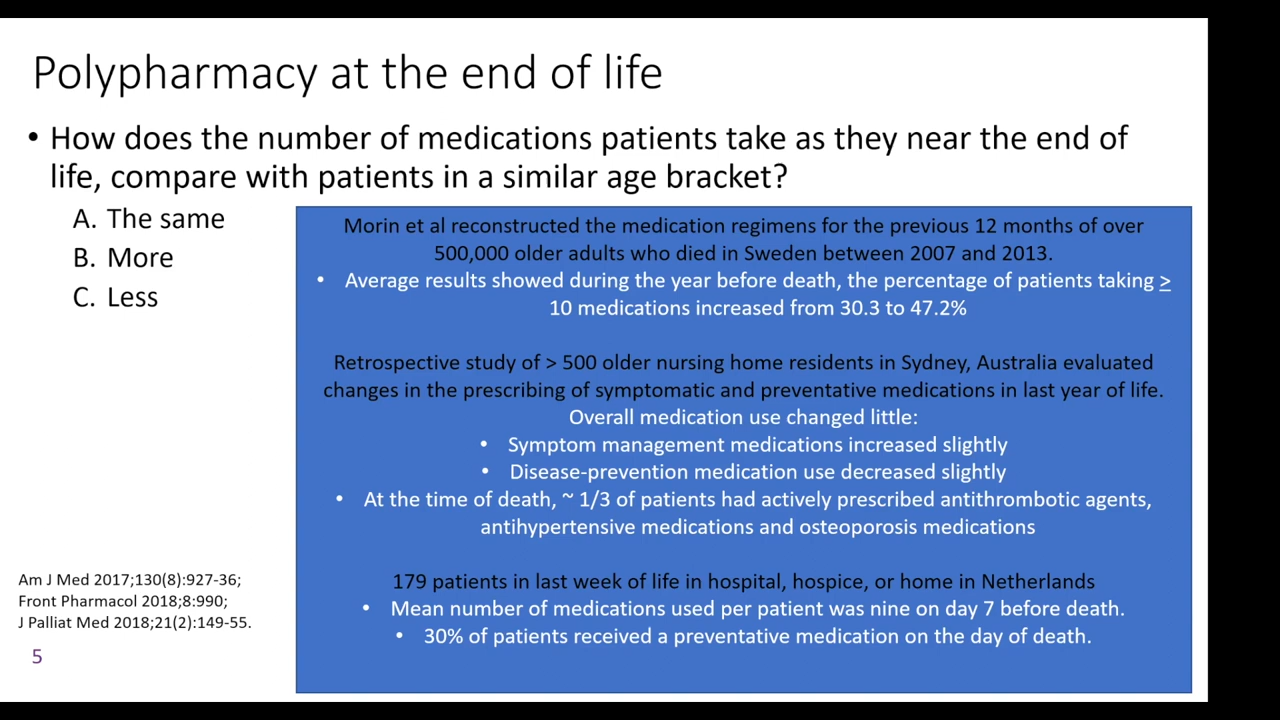 Polypharmacy at the end of life
• How does the number of medications patients take as they near the end of
life, compare with patients in a similar age bracket?
A. The same
B. More
C. Less
Morin et al reconstructed the medication regimens for the previous 12 months of over
500,000 older adults who died in Sweden between 2007 and 2013.
• Average results showed during the year before death, the percentage of patients taking ≥
10 medications increased from 30.3 to 47.2%
Retrospective study of > 500 older nursing home residents in Sydney, Australia evaluated
changes in the prescribing of symptomatic and preventative medications in last year of life.
Overall medication use changed little:
• Symptom management medications increased slightly
• Disease-prevention medication use decreased slightly
• At the time of death, ~ 1/3 of patients had actively prescribed antithrombotic agents,
antihypertensive medications and osteoporosis medications
179 patients in last week of life in hospital, hospice, or home in Netherlands
• Mean number of medications used per patient was nine on day 7 before death.
• 30% of patients received a preventative medication on the day of death.
Am J Med 2017;130(8):927-36;
Front Pharmacol 2018;8:990;
J Palliat Med 2018;21(2):149-55.
5